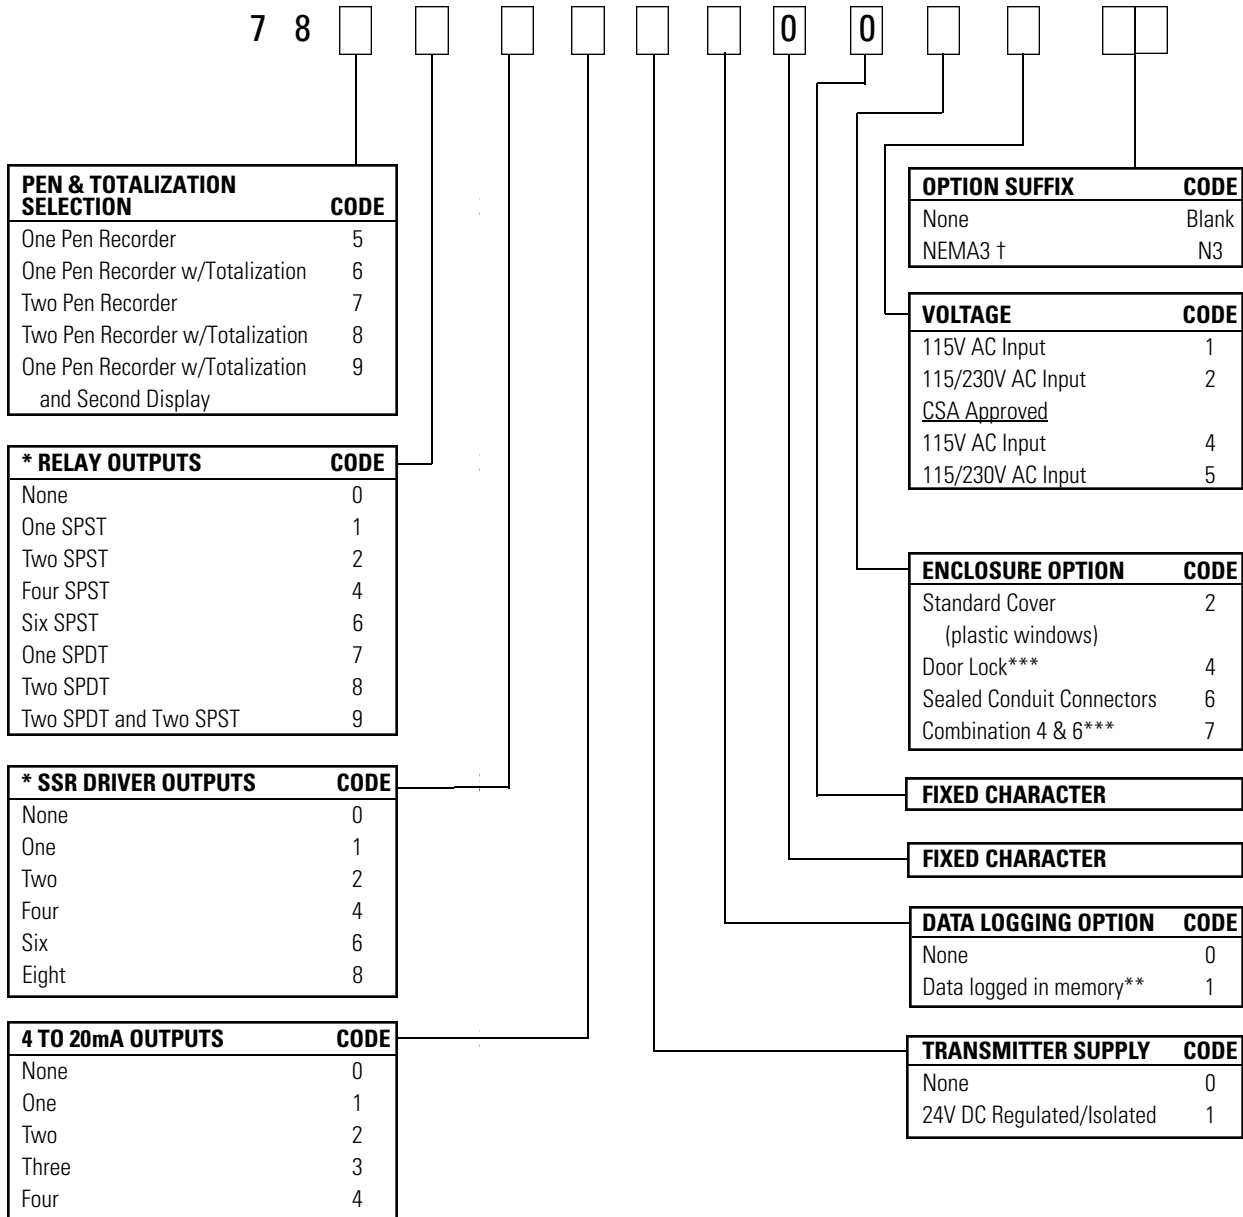 7 8 0 0
PEN & TOTALIZATION
SELECTION CODE
One Pen Recorder 5
One Pen Recorder w/Totalization 6
Two Pen Recorder 7
Two Pen Recorder w/Totalization 8
One Pen Recorder w/Totalization 9
and Second Display
* RELAY OUTPUTS CODE
None 0
One SPST 1
Two SPST 2
Four SPST 4
Six SPST 6
One SPDT 7
Two SPDT 8
Two SPDT and Two SPST 9
* SSR DRIVER OUTPUTS CODE
None 0
One 1
Two 2
Four 4
Six 6
Eight 8
4 TO 20mA OUTPUTS CODE
None 0
One 1
Two 2
Three 3
Four 4
OPTION SUFFIX CODE
None Blank
NEMA3 † N3
VOLTAGE CODE
115V AC Input 1
115/230V AC Input 2
CSA Approved
115V AC Input 4
115/230V AC Input 5
ENCLOSURE OPTION CODE
Standard Cover 2
(plastic windows)
Door Lock*** 4
Sealed Conduit Connectors 6
Combination 4 & 6*** 7
FIXED CHARACTER
FIXED CHARACTER
DATA LOGGING OPTION CODE
None 0
Data logged in memory** 1
TRANSMITTER SUPPLY CODE
None 0
24V DC Regulated/Isolated 1